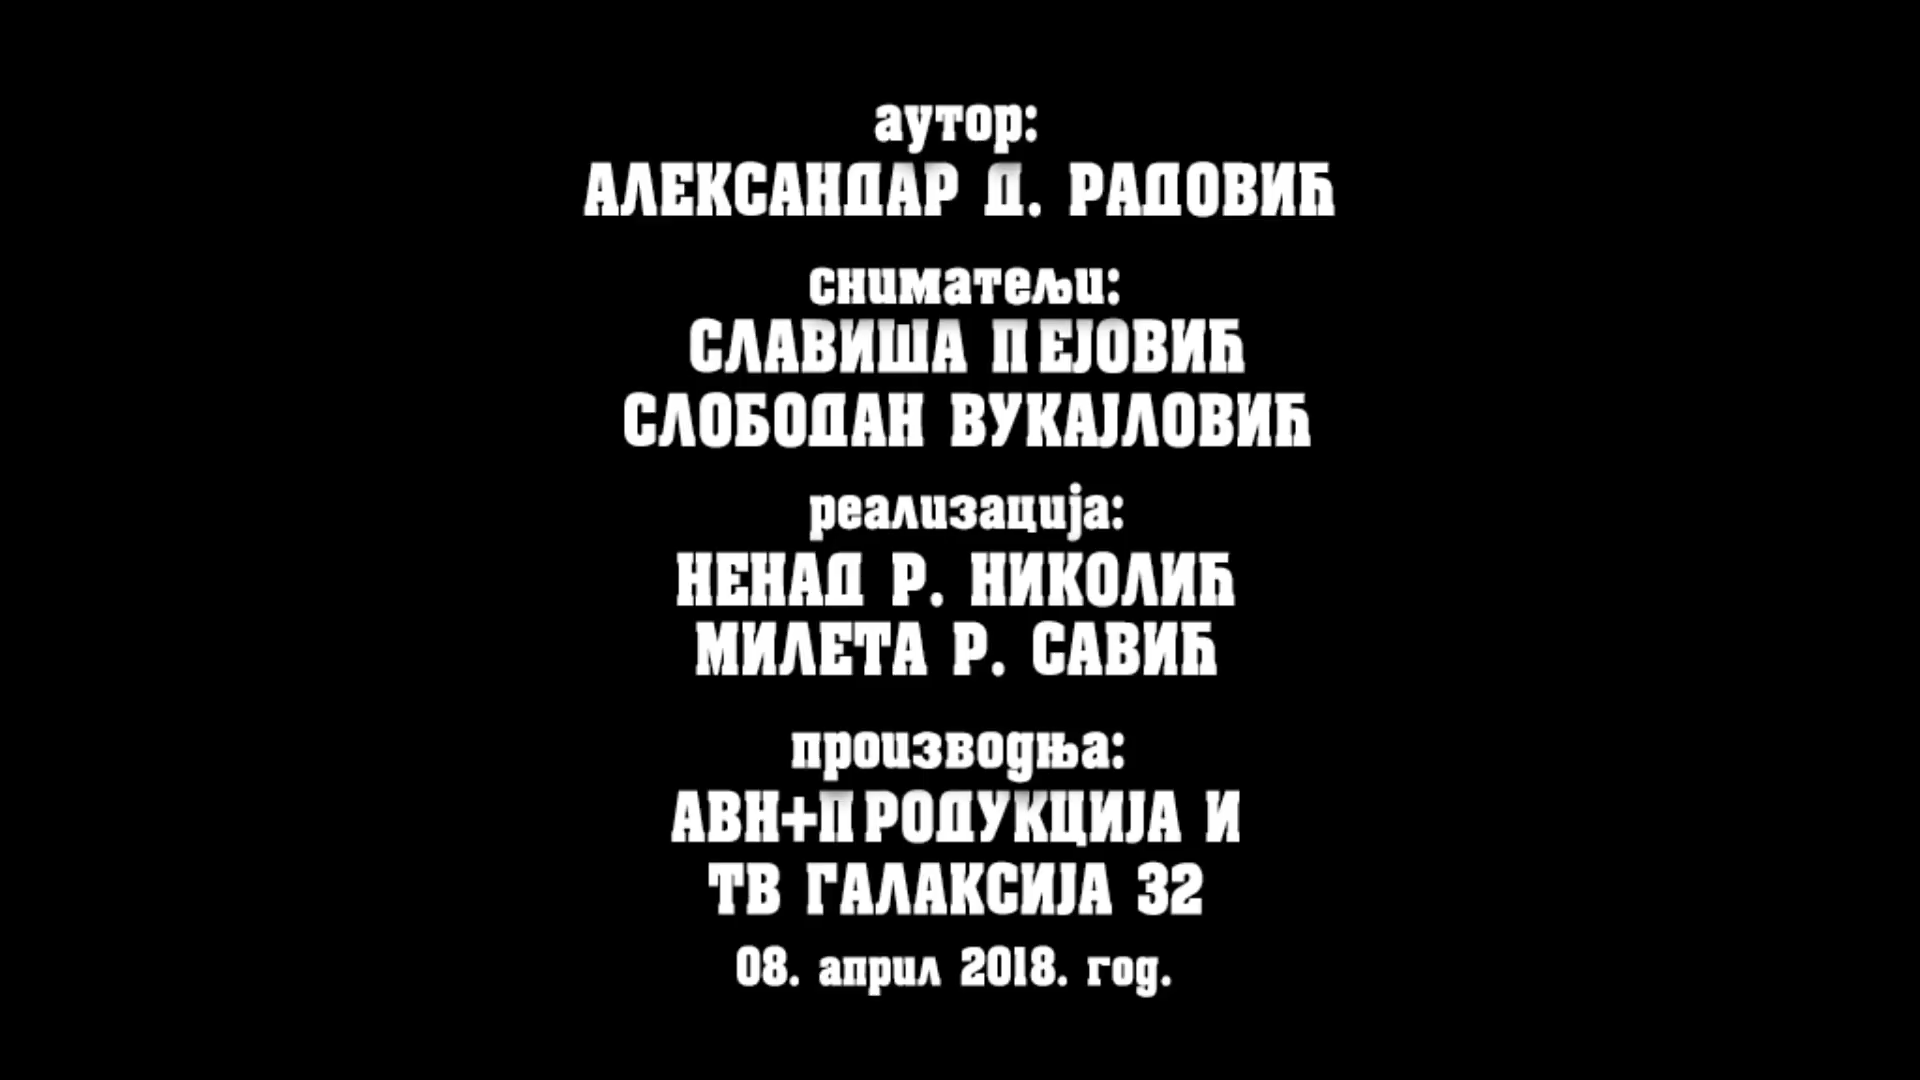 аутор:
АЛЕКСАНДАР Д. РАДОВИЋ
сниматељи:
СЛАВИША ПЕЈОВИЋ
СЛОБОДАН ВУКАЈЛОВИЋ
реализација:
НЕНАД Р. НИКОЛИЋ
МИЛЕТА Р. САВИЋ
производња:
АВН+ПРОДУКЦИЈА И
ТВ ГАЛАКСИЈА 32
08. април 2018. год.